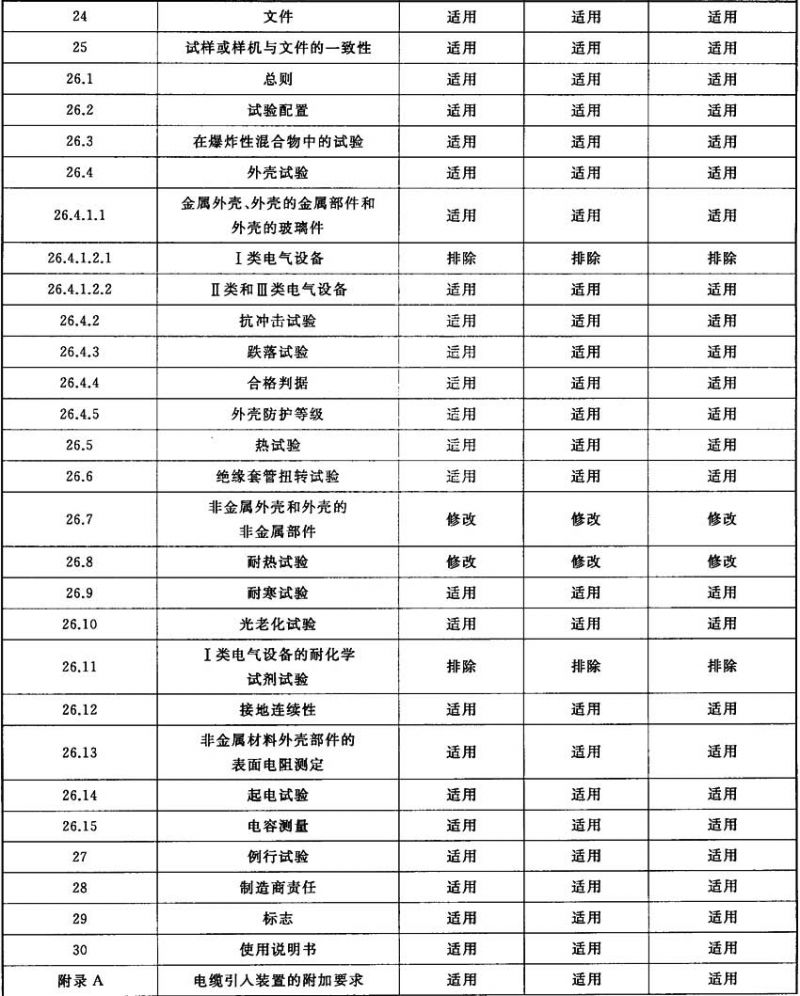 24 文件 适用 适用 适用
25 试样或样机与文件的一致性 适用 适用 适用
26.1 总则 适用 适用 适用
26.2 试验配置 适用 适用 适用
26.3 在爆炸性混合物中的试验 适用 适用 适用
26.4 外壳试验 适用 适用 适用
26.4.1.1 金属外壳、外壳的金属部件和
外壳的玻璃件 适用 适用 适用
26.4.1.2.1 Ⅰ类电气设备 排除 排除 排除
26.4.1.2.2 Ⅱ类和Ⅲ类电气设备 适用 适用 适用
26.4.2 抗冲击试验 适用 适用 适用
26.4.3 跌落试验 适用 适用 适用
26.4.4 合格判据 适用 适用 适用
26.4.5 外壳防护等级 适用 适用 适用
26.5 热试验 适用 适用 适用
26.6 绝缘套管扭转试验 适用 适用 适用
26.7 非金属外壳和外壳的
非金属部件 修改 修改 修改
26.8 耐热试验 修改 修改 修改
26.9 耐寒试验 适用 适用 适用
26.10 光老化试验 适用 适用 适用
26.11 Ⅰ类电气设备的耐化学
试剂试验 排除 排除 排除
26.12 接地连续性 适用 适用 适用
26.13 非金属材料外壳部件的
表面电阻测定 适用 适用 适用
26.14 起电试验 适用 适用 适用
26.15 电容测量 适用 适用 适用
27 例行试验 适用 适用 适用
28 制造商责任 适用 适用 适用
29 标志 适用 适用 适用
30 使用说明书 适用 适用 适用
附录 A 电缆引入装置的附加要求 适用 适用 适用